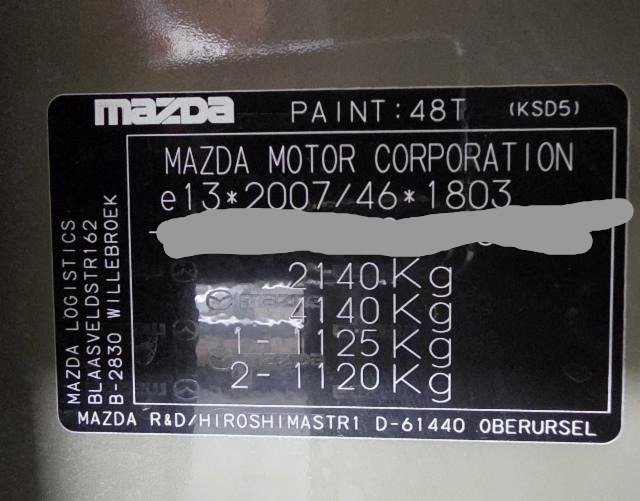 mazda PAINT:48T (KSD5)
MAZDA MOTOR CORPORATION
e13*2007/46*1803
2140Kg
4140Kg
1-1125Kg
2-1120Kg
MAZDA LOGISTICS
BLAASVELDSTR162
B-2830 WILLEBROEK
MAZDA R&D/HIROSHIMASTR1 D-61440 OBERURSEL